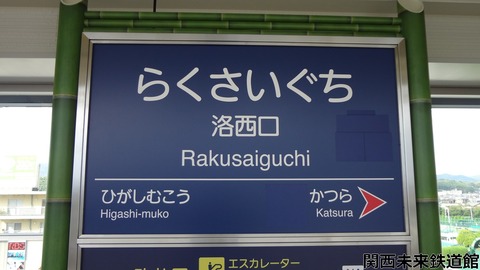 らくさいぐち
洛西口
Rakusaiguchi
ひがしむこう
Higashi-muko
かつら
Katsura
エスカレーター
関西未来鉄道館